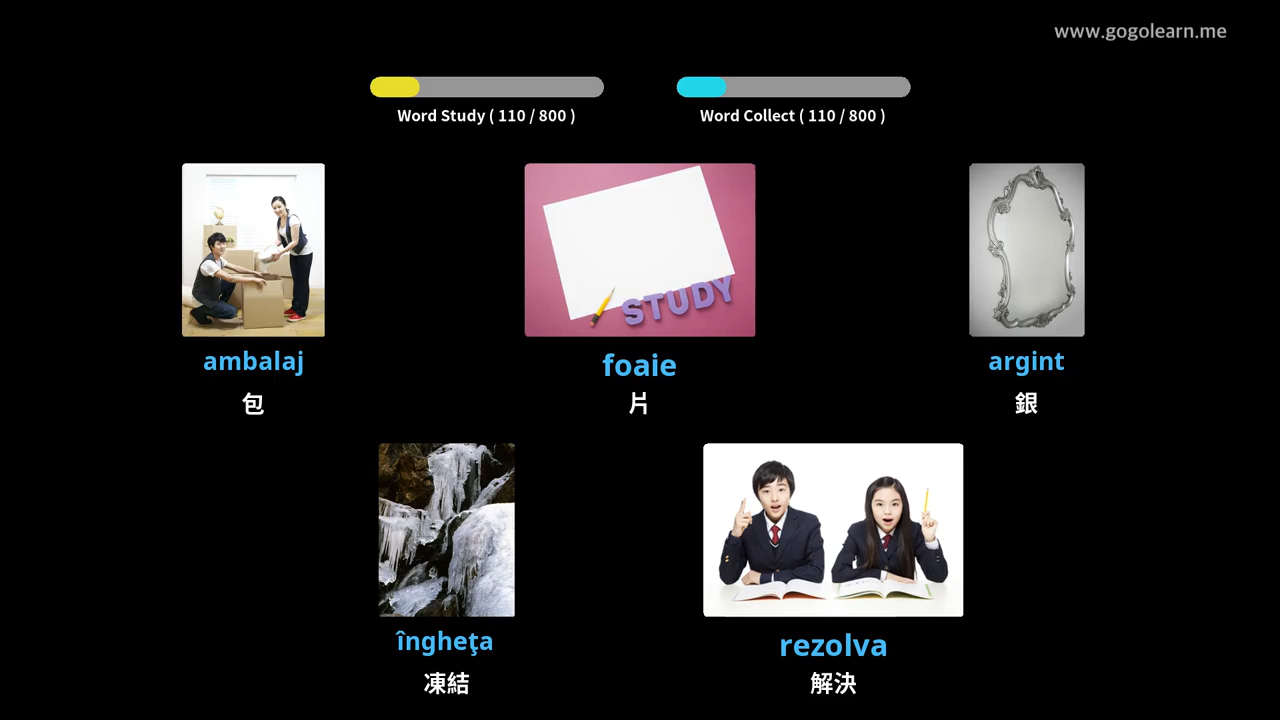 www.gogolearn.me
Word Study ( 110 / 800 )
Word Collect ( 110 / 800 )
STUDY
ambalaj
包
foaie
片
argint
銀
îngheţa
凍結
rezolva
解決